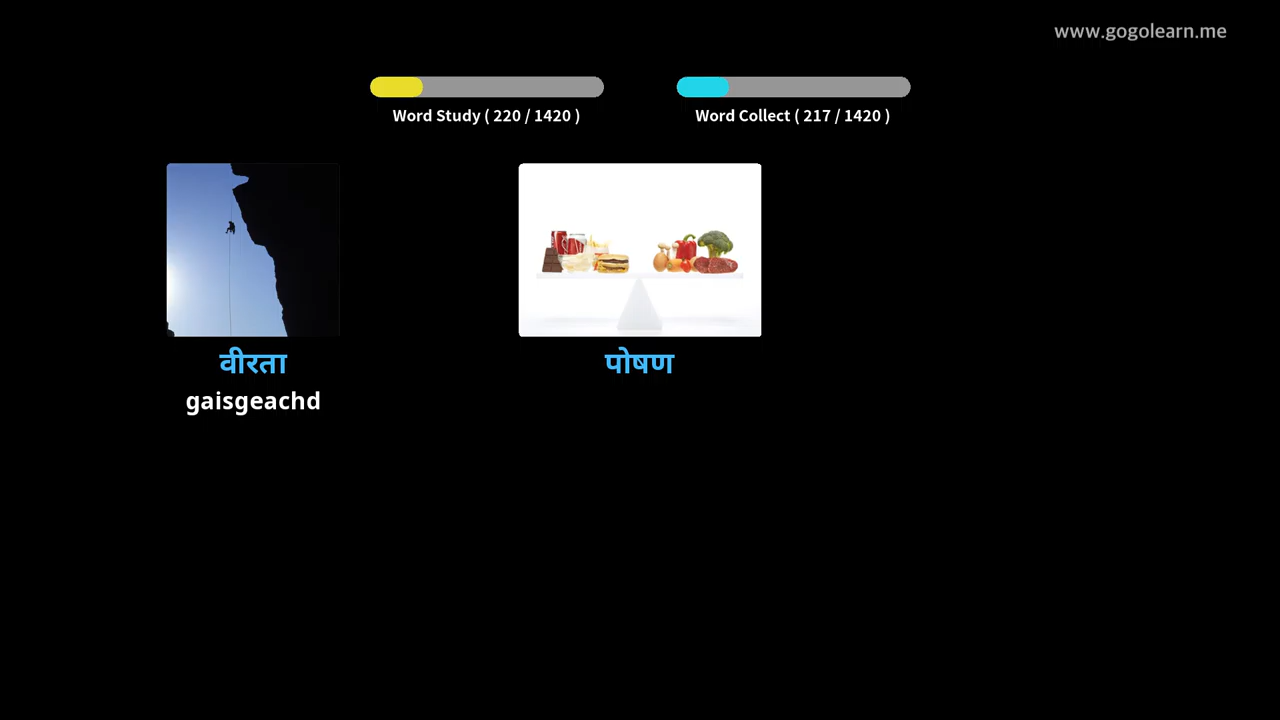 www.gogolearn.me
Word Study ( 220 / 1420 )
Word Collect ( 217 / 1420 )
वीरता
gaisgeachd
पोषण